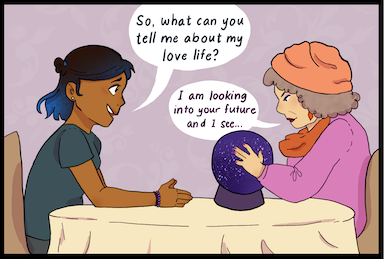 So, what can you
tell me about my
love life?
I am looking
into your future
and I see...